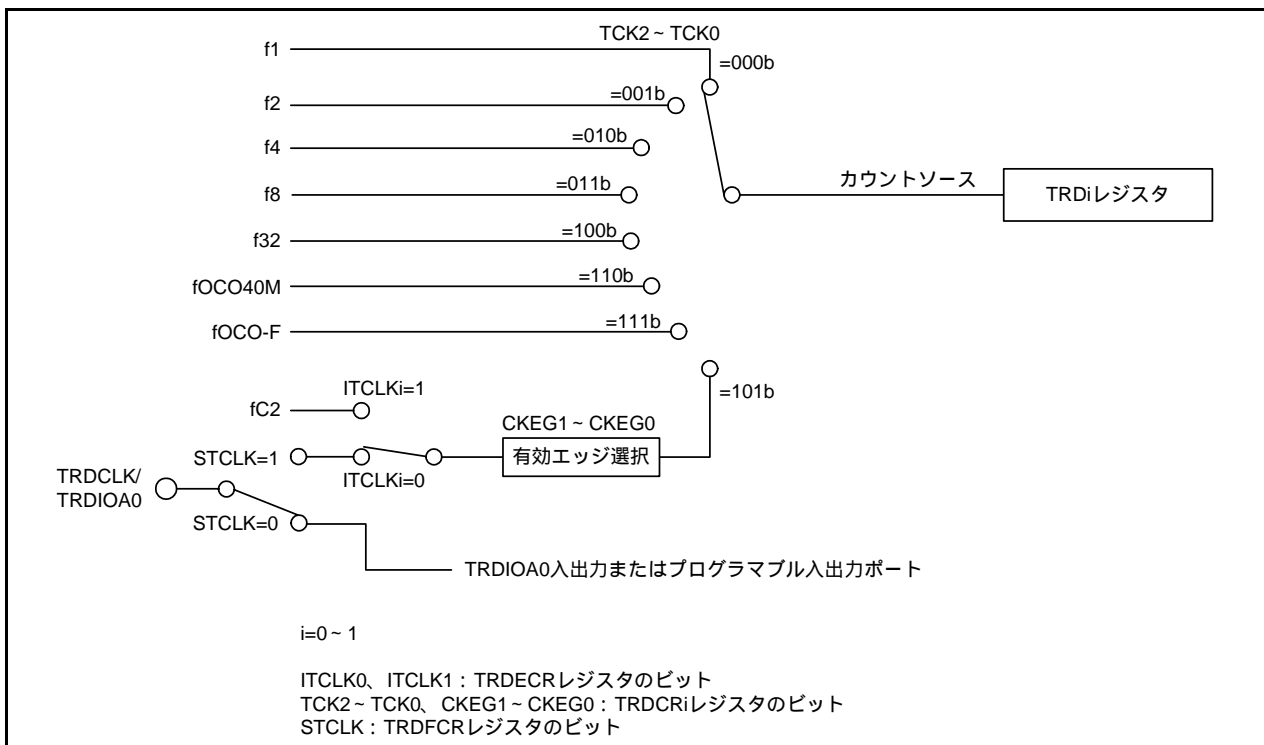 TCK2～TCK0
f1
=000b
f2
=001b
f4
=010b
カウントソース
TRDiレジスタ
f8
=011b
f32
=100b
fOCO40M
=110b
fOCO-F
=111b
ITCLKi=1
=101b
fC2
CKEG1～CKEG0
STCLK=1
有効エッジ選択
TRDCLK/
TRDIOA0
ITCLKi=0
STCLK=0
TRDIOA0入出力またはプログラマブル入出力ポート
i=0～1
ITCLK0、ITCLK1：TRDECRレジスタのビット
TCK2～TCK0、CKEG1～CKEG0：TRDCRiレジスタのビット
STCLK：TRDFCRレジスタのビット